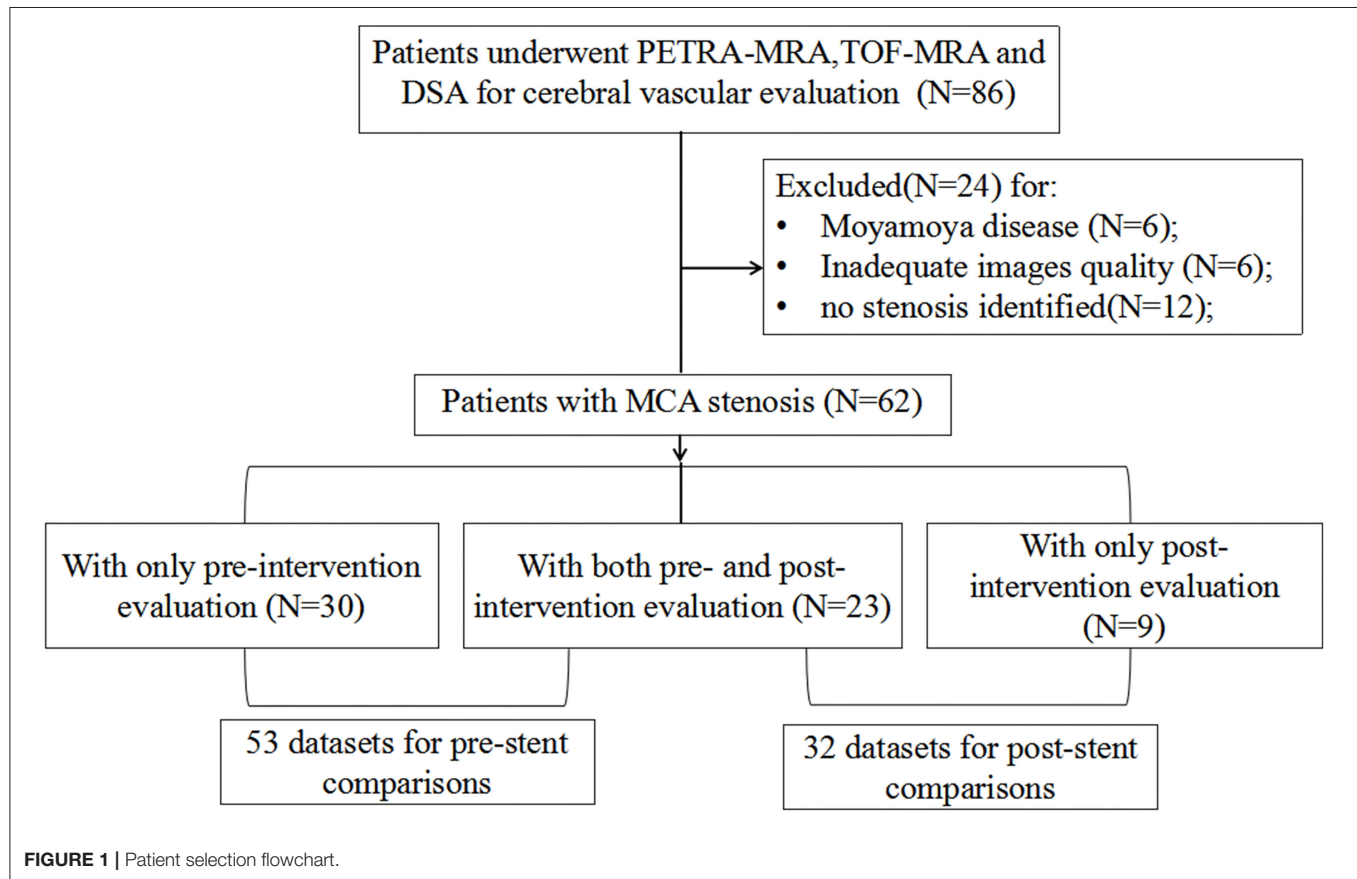 Patients underwent PETRA-MRA,TOF-MRA and
DSA for cerebral vascular evaluation (N=86)
Excluded(N=24) for:
• Moyamoya disease (N=6);
• Inadequate images quality (N=6);
• no stenosis identified(N=12);
Patients with MCA stenosis (N=62)
With only pre-intervention
evaluation (N=30)
With both pre- and post-
intervention evaluation (N=23)
With only post-
intervention evaluation
(N=9)
53 datasets for pre-stent
comparisons
32 datasets for post-stent
comparisons
FIGURE 1 | Patient selection flowchart.